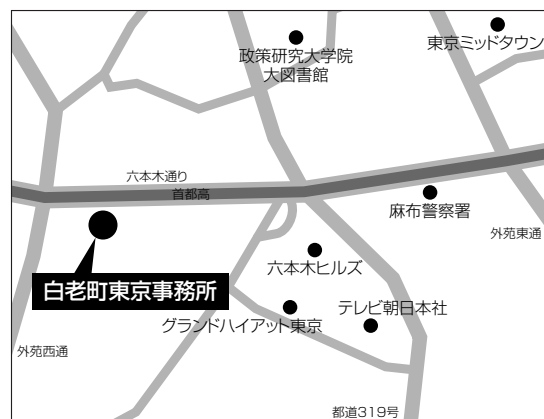 東京ミッドタウン
政策研究大学院
大図書館
六本木通り
首都高
麻布警察署
外苑東通
六本木ヒルズ
白老町東京事務所
テレビ朝日本社
グランドハイアット東京
外苑西通
都道319号